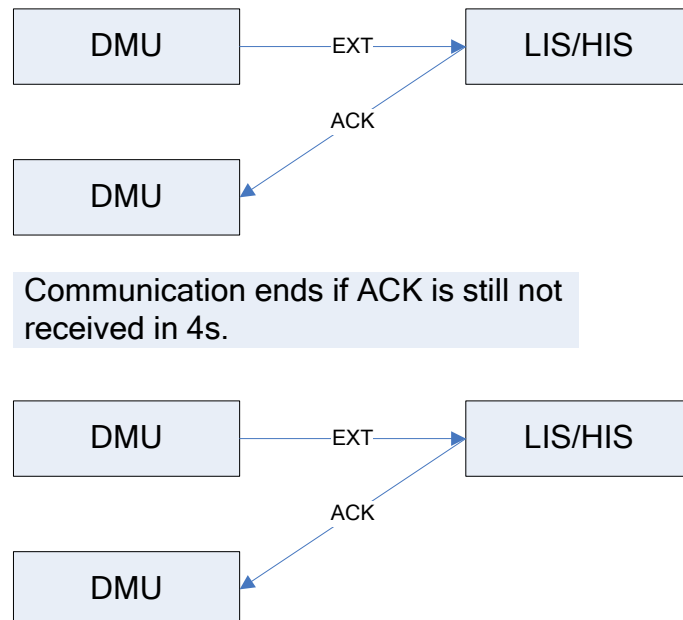 DMU
EXT
LIS/HIS
ACK
DMU
Communication ends if ACK is still not
received in 4s.
DMU
EXT
LIS/HIS
ACK
DMU